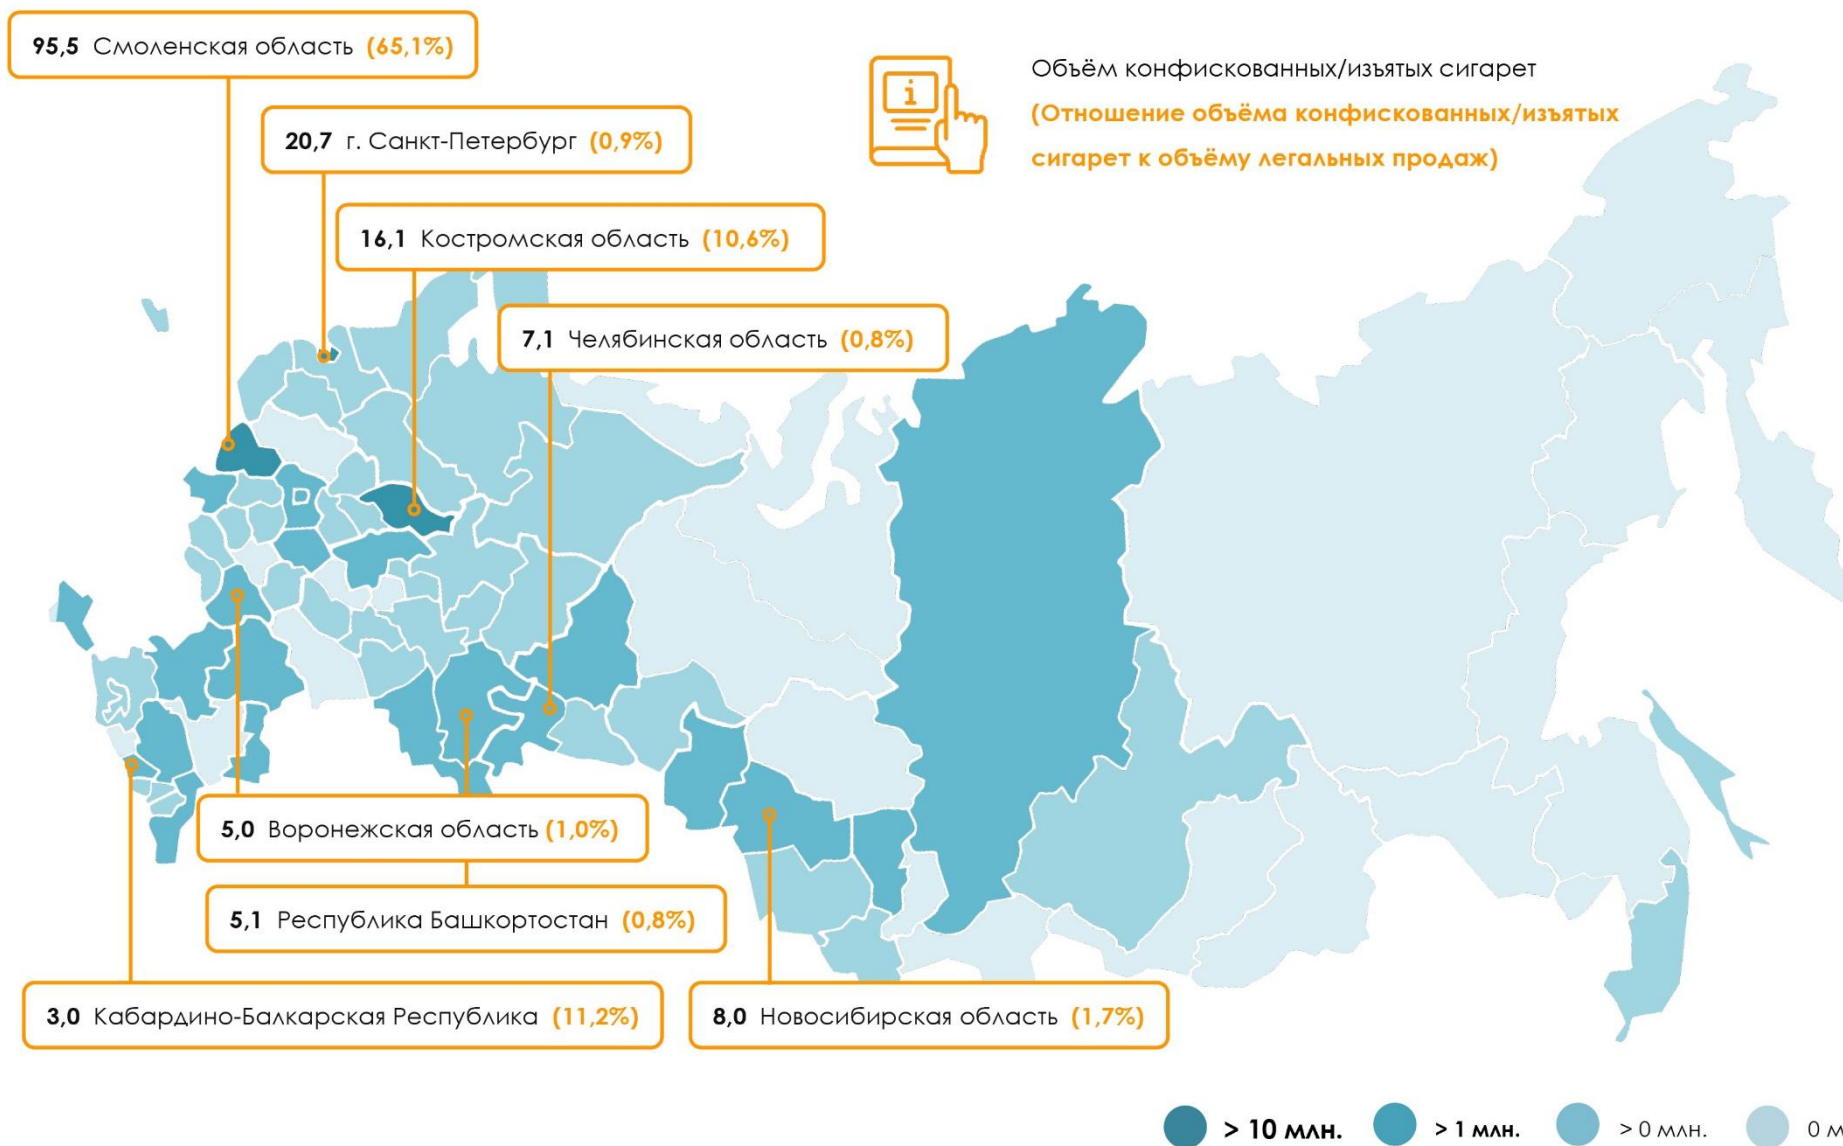 95,5 Смоленская область (65,1%)
Объём конфискованных/изъятых сигарет
(Отношение объёма конфискованных/изъятых
сигарет к объёму легальных продаж)
i
20,7 г. Санкт-Петербург (0,9%)
16,1 Костромская область (10,6%)
7,1 Челябинская область (0,8%)
5,0 Воронежская область (1,0%)
5,1 Республика Башкортостан (0,8%)
3,0 Кабардино-Балкарская Республика (11,2%)
8,0 Новосибирская область (1,7%)
> 10 млн.
> 1 млн.
> 0 млн.
0 м